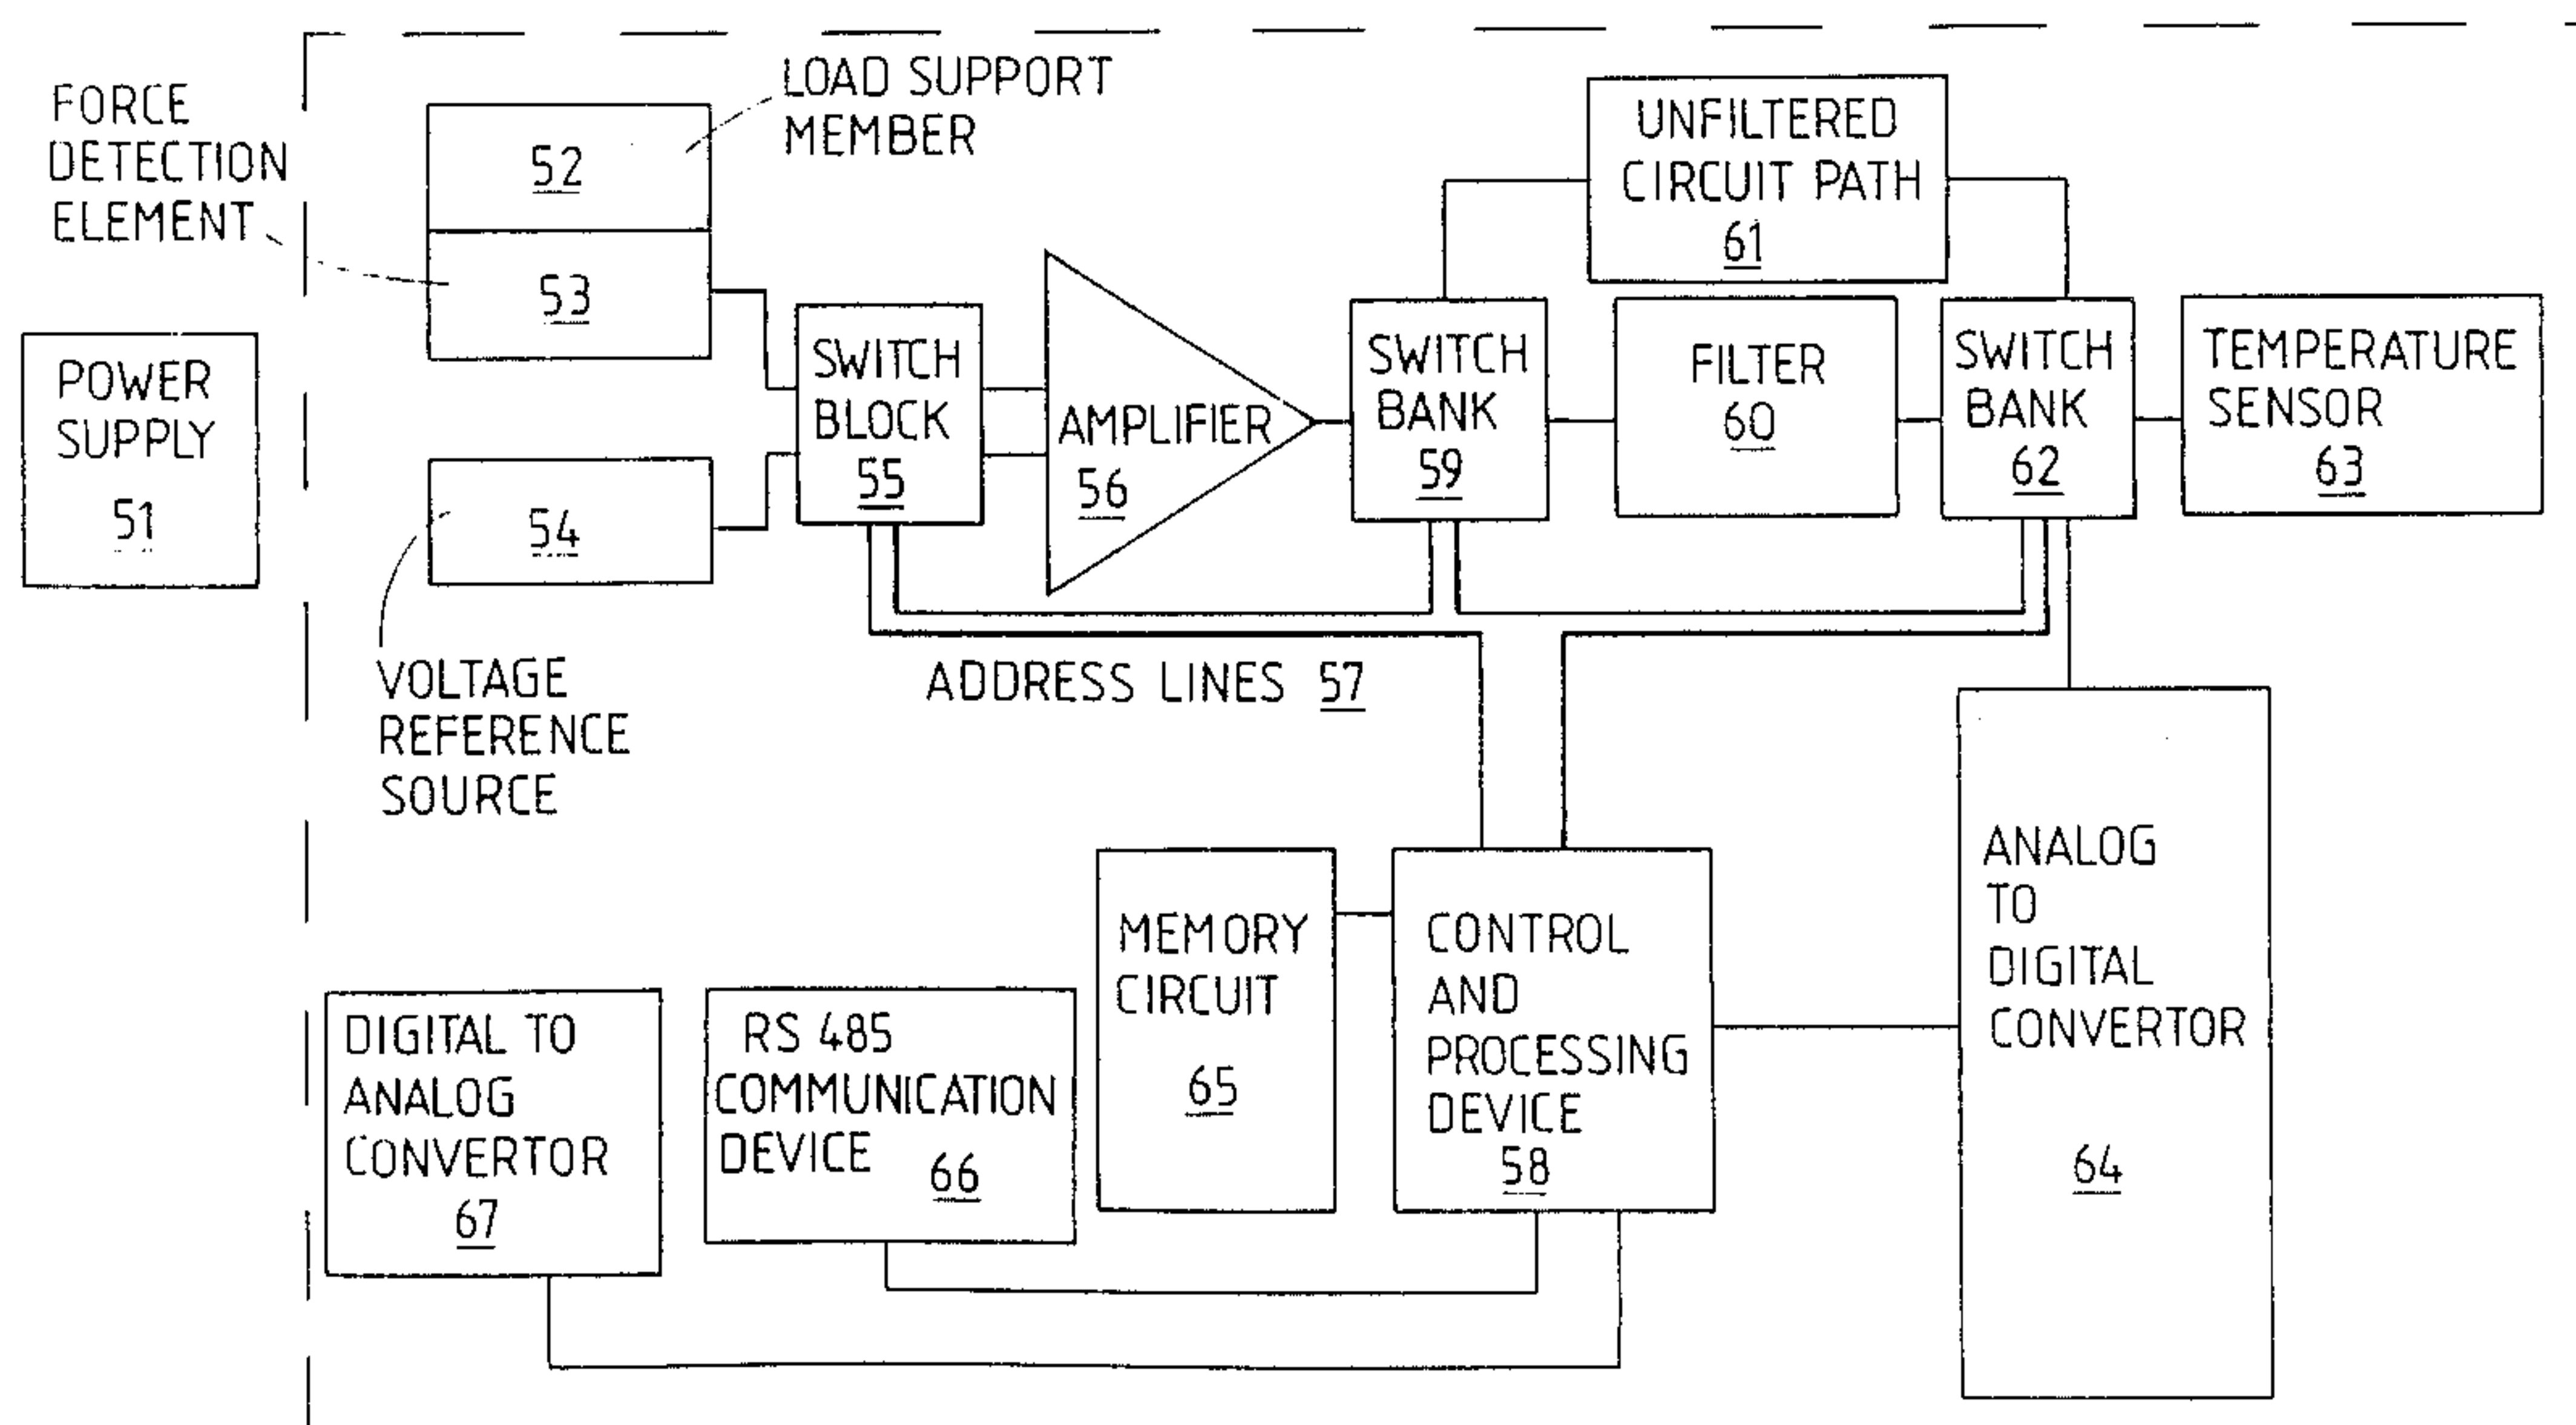 FORCE
DETECTION
ELEMENT
LOAD SUPPORT
MEMBER
52
53
54
POWER
SUPPLY
51
VOLTAGE
REFERENCE
SOURCE
SWITCH
BLOCK
55
AMPLIFIER
56
SWITCH
BANK
59
UNFILTERED
CIRCUIT PATH
61
FILTER
60
SWITCH
BANK
62
TEMPERATURE
SENSOR
63
ADDRESS LINES 57
DIGITAL TO
ANALOG
CONVERTOR
67
RS 485
COMMUNICATION
DEVICE
66
MEMORY
CIRCUIT
65
CONTROL
AND
PROCESSING
DEVICE
58
ANALOG
TO
DIGITAL
CONVERTOR
64